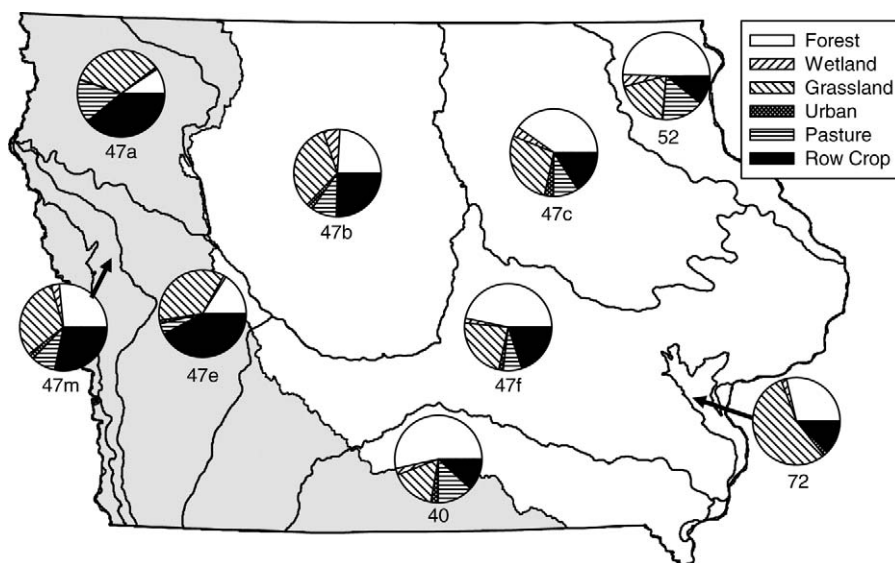 Forest
Wetland
Grassland
Urban
Pasture
Row Crop
52
47a
47b
47c
47m
47e
47f
40
72